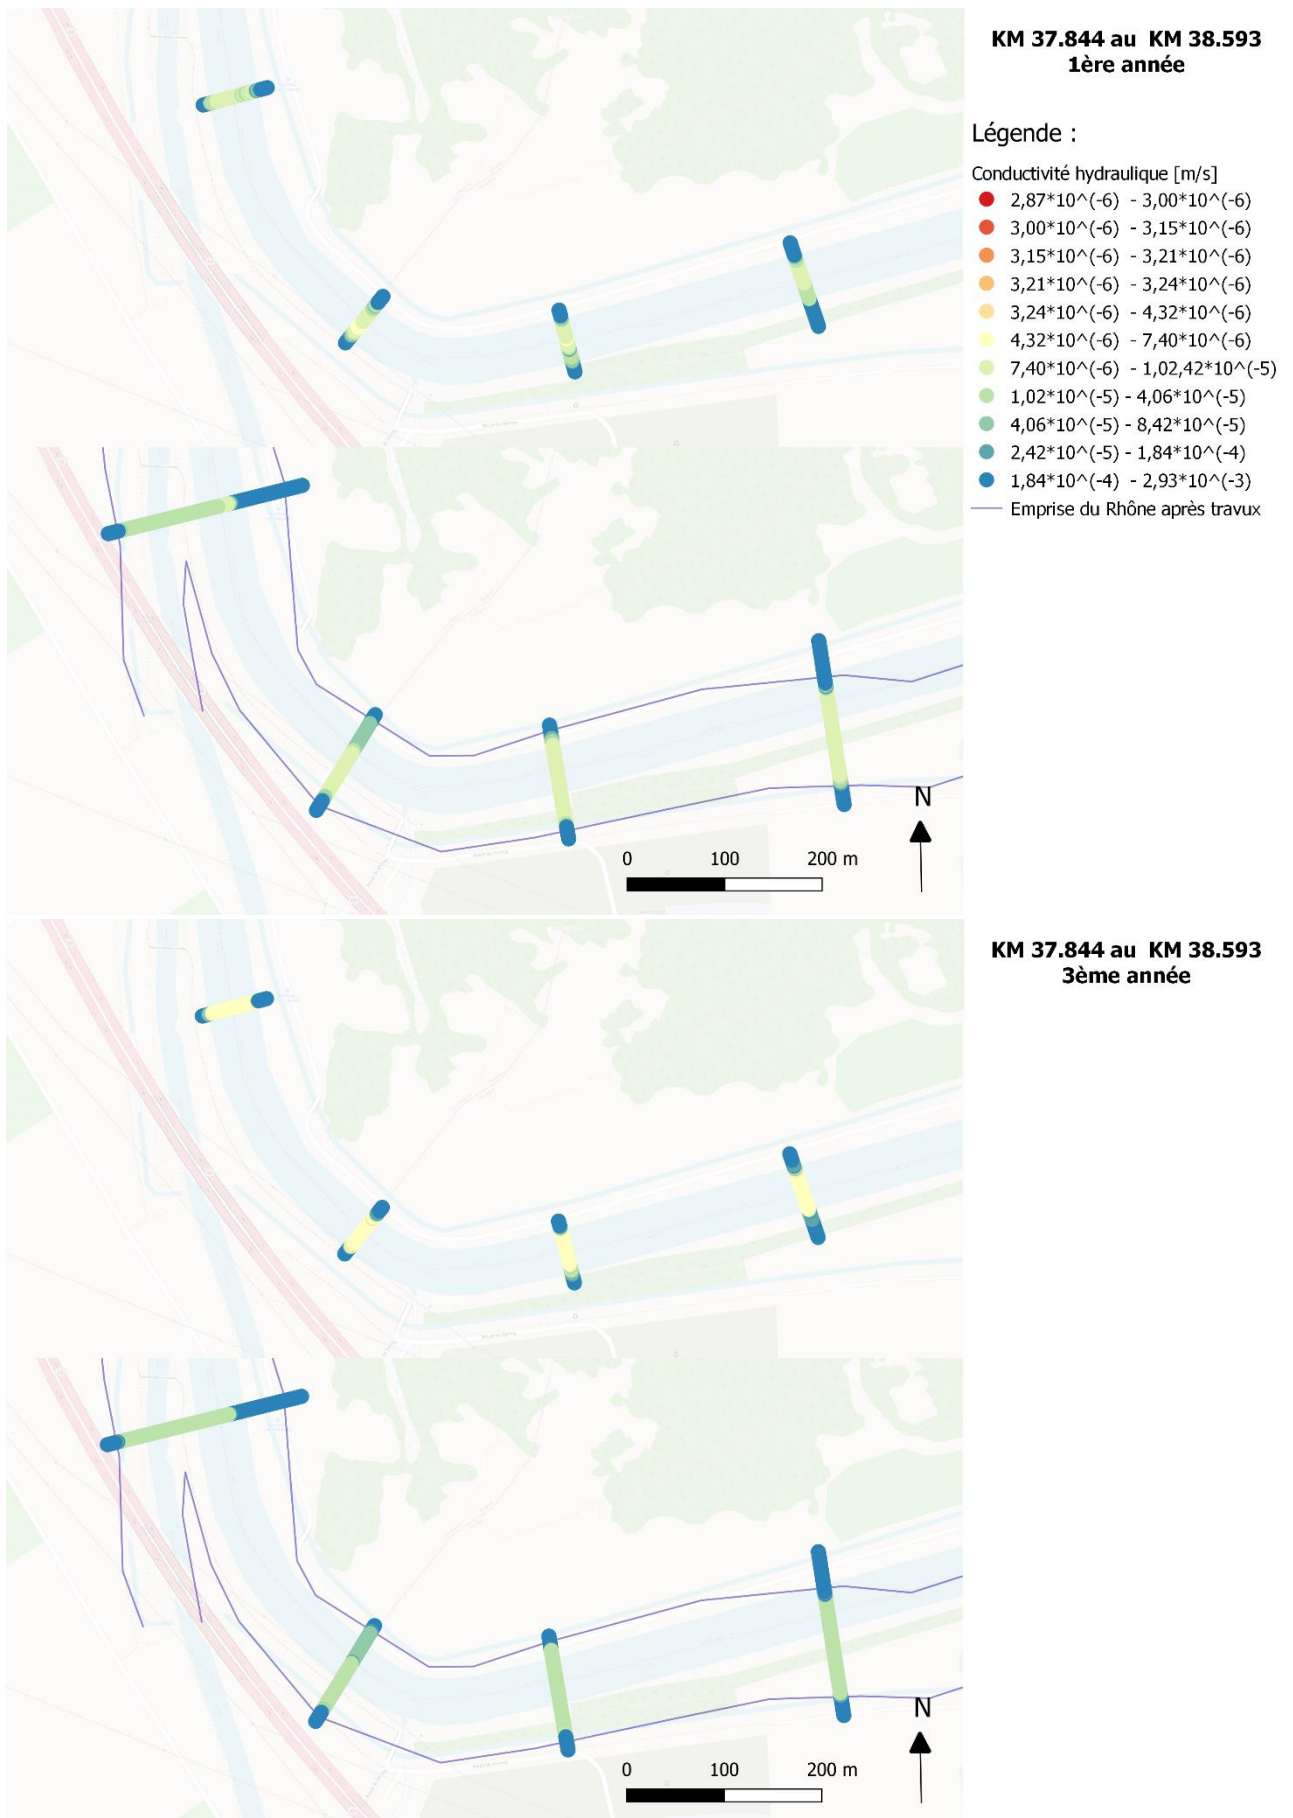 KM 37.844 au  KM 38.593
1ère année
Légende :
Conductivité hydraulique [m/s]
2,87*10^(-6)  - 3,00*10^(-6)
3,00*10^(-6)  - 3,15*10^(-6)
3,15*10^(-6)  - 3,21*10^(-6)
3,21*10^(-6)  - 3,24*10^(-6)
3,24*10^(-6)  - 4,32*10^(-6)
4,32*10^(-6)  - 7,40*10^(-6)
7,40*10^(-6)  - 1,02,42*10^(-5)
1,02*10^(-5) - 4,06*10^(-5)
4,06*10^(-5) - 8,42*10^(-5)
2,42*10^(-5) - 1,84*10^(-4)
1,84*10^(-4)  - 2,93*10^(-3)
Emprise du Rhône après travux
N
0 100 200 m
KM 37.844 au  KM 38.593
3ème année
N
0 100 200 m